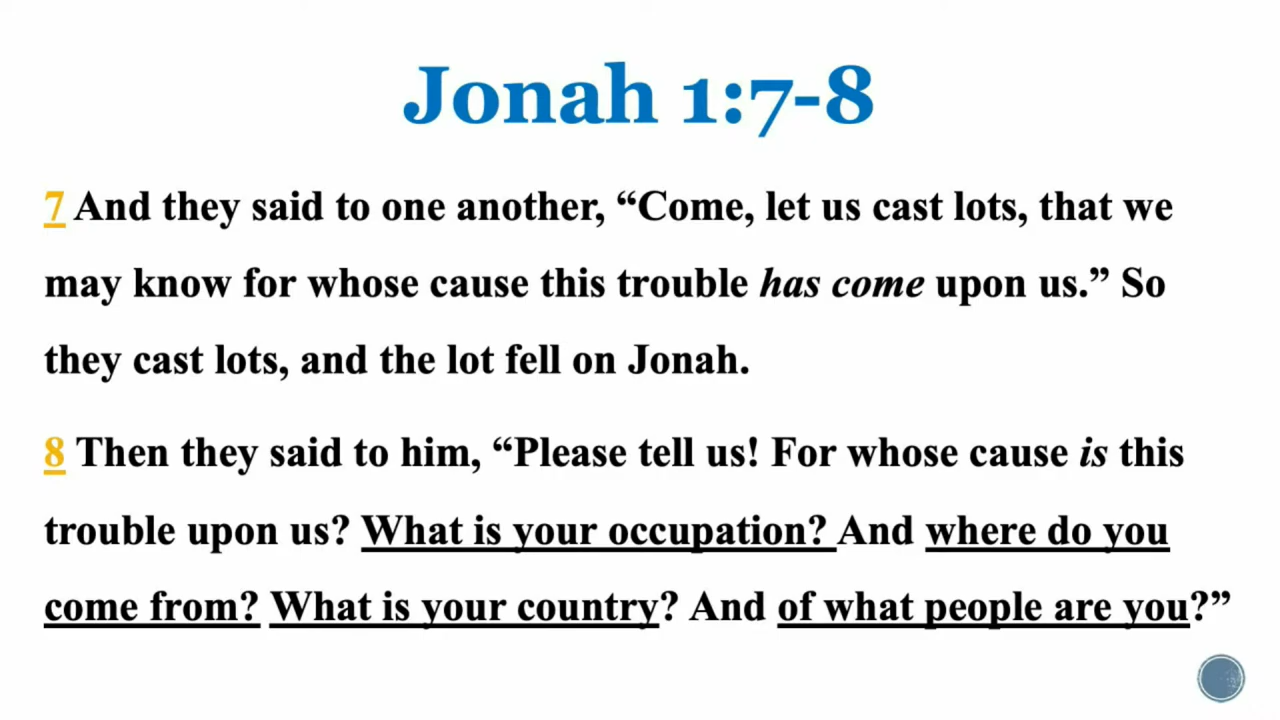 Jonah 1:7-8
7 And they said to one another, “Come, let us cast lots, that we
may know for whose cause this trouble has come upon us.” So
they cast lots, and the lot fell on Jonah.
8 Then they said to him, “Please tell us! For whose cause is this
trouble upon us? What is your occupation? And where do you
come from? What is your country? And of what people are you?”